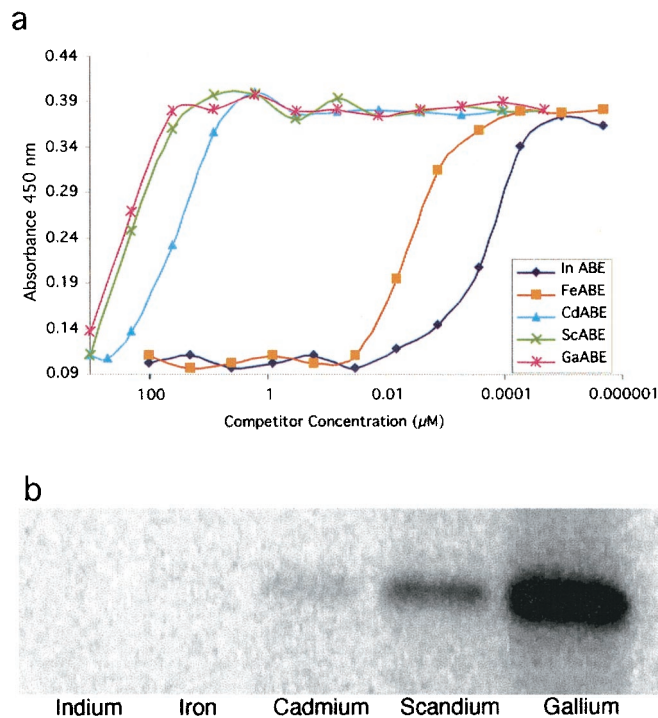 a
0.44
0.39
0.34
0.29
0.24
0.19
0.14
0.09
Absorbance 450 nm
100 1 0.01 0.0001 0.000001
Competitor Concentration (μM)
In ABE
FeABE
CdABE
ScABE
GaABE
b
Indium Iron Cadmium Scandium Gallium